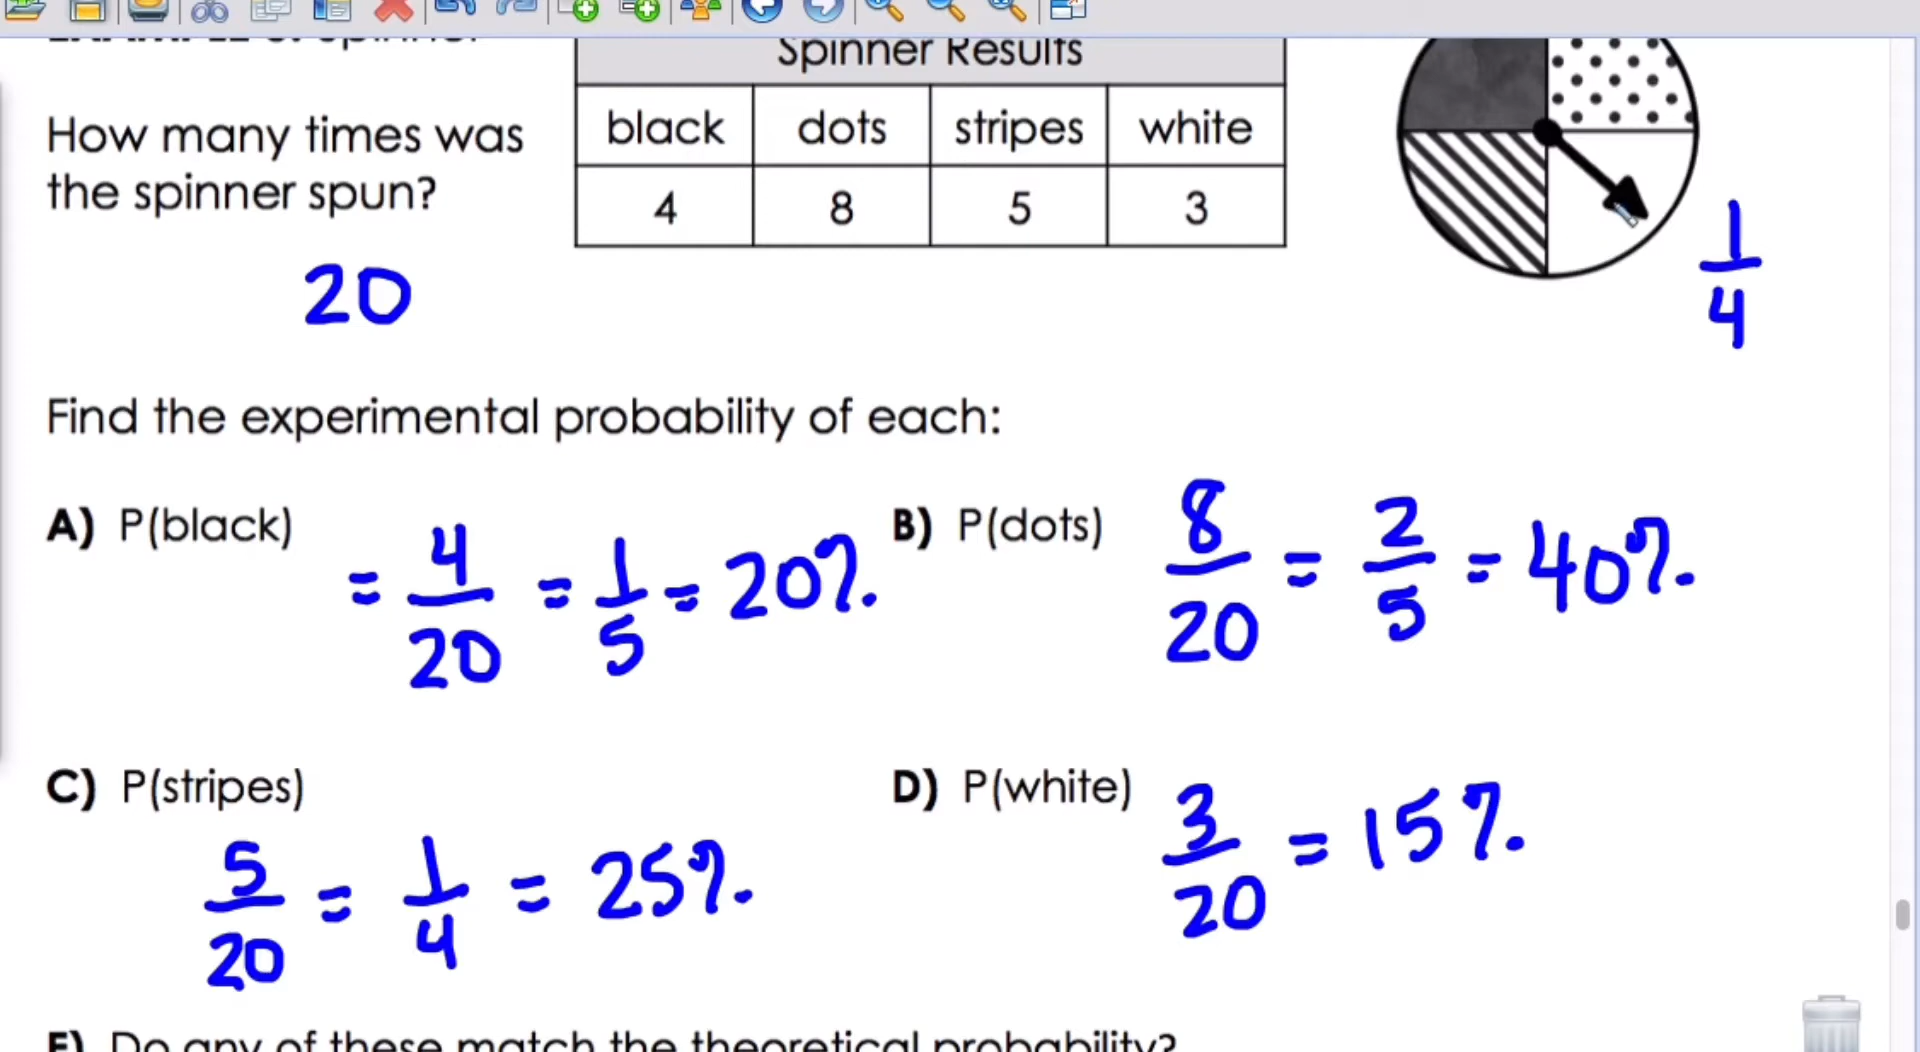 Spinner Results
How many times was
the spinner spun?
black dots stripes white
4 8 5 3
20
1/4
Find the experimental probability of each:
A) P(black) = 4/20 = 1/5 = 20%
B) P(dots) 8/20 = 2/5 = 40%
C) P(stripes)
5/20 = 1/4 = 25%
D) P(white) 3/20 = 15%
E) Do any of these match the theoretical probability?